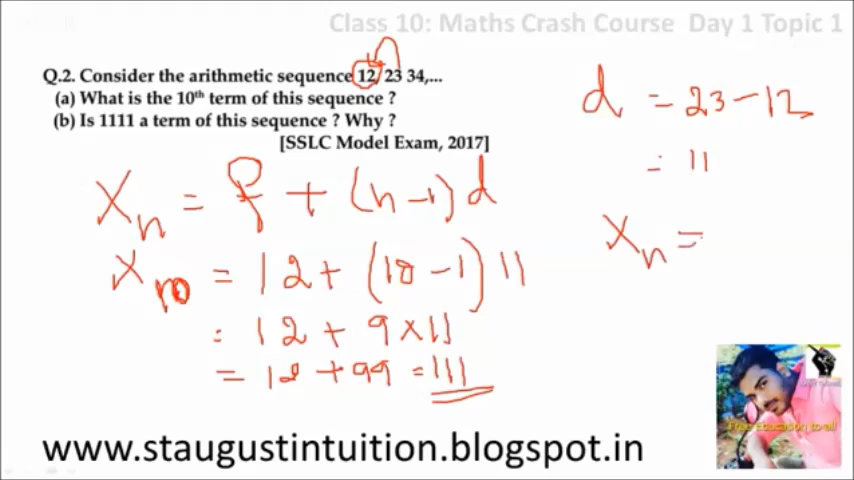 Class 10: Maths Crash Course Day 1 Topic 1
Q.2. Consider the arithmetic sequence 12, 23 34,...
(a) What is the 10th term of this sequence ?
(b) Is 1111 a term of this sequence ? Why ?
[SSLC Model Exam, 2017]
Xn = f + (n-1)d
X10 = 12 + (10-1) 11
= 12 + 9 × 11
= 12 + 99 = 111
d = 23-12
= 11
Xn =
Free Education to all
www.staugustintuition.blogspot.in